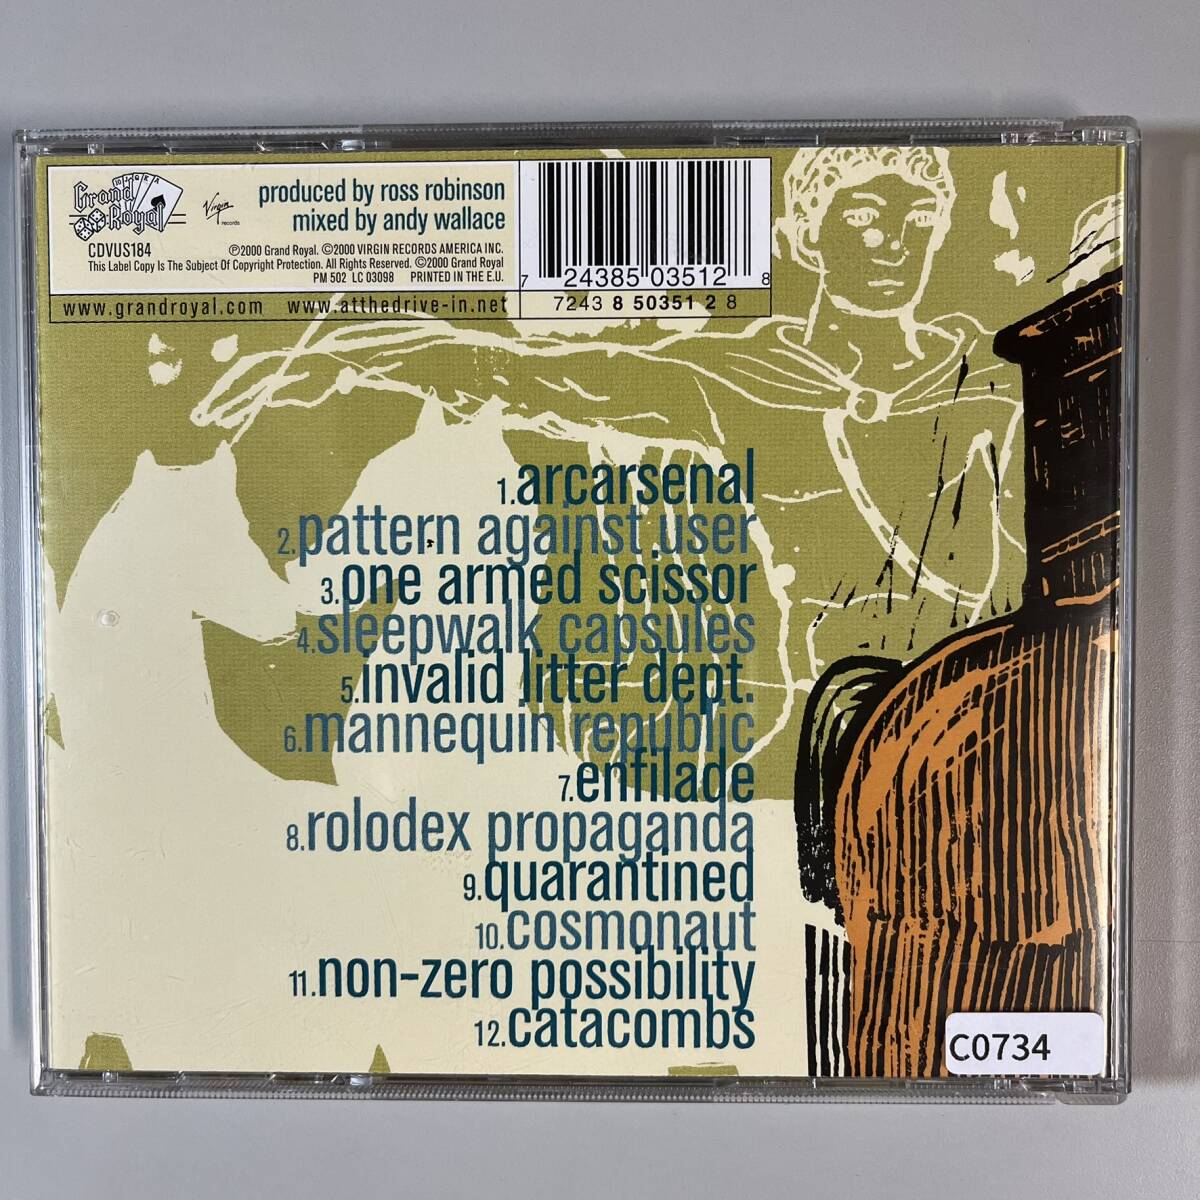 10 J Q K A
Grand
Royal
Virgin
records
produced by ross robinson
mixed by andy wallace
CDVUS184
℗2000 Grand Royal. ©2000 VIRGIN RECORDS AMERICA INC.
This Label Copy Is The Subject Of Copyright Protection. All Rights Reserved. ©2000 Grand Royal
PM 502 LC 03098 PRINTED IN THE E.U.
7 24385 03512 8
www.grandroyal.com www.atthedrive-in.net
7243 8 50351 2 8
1.arcarsenal
2.pattern against user
3.one armed scissor
4.sleepwalk capsules
5.invalid litter dept.
6.mannequin republic
7.enfilade
8.rolodex propaganda
9.quarantined
10.cosmonaut
11.non-zero possibility
12.catacombs
C0734